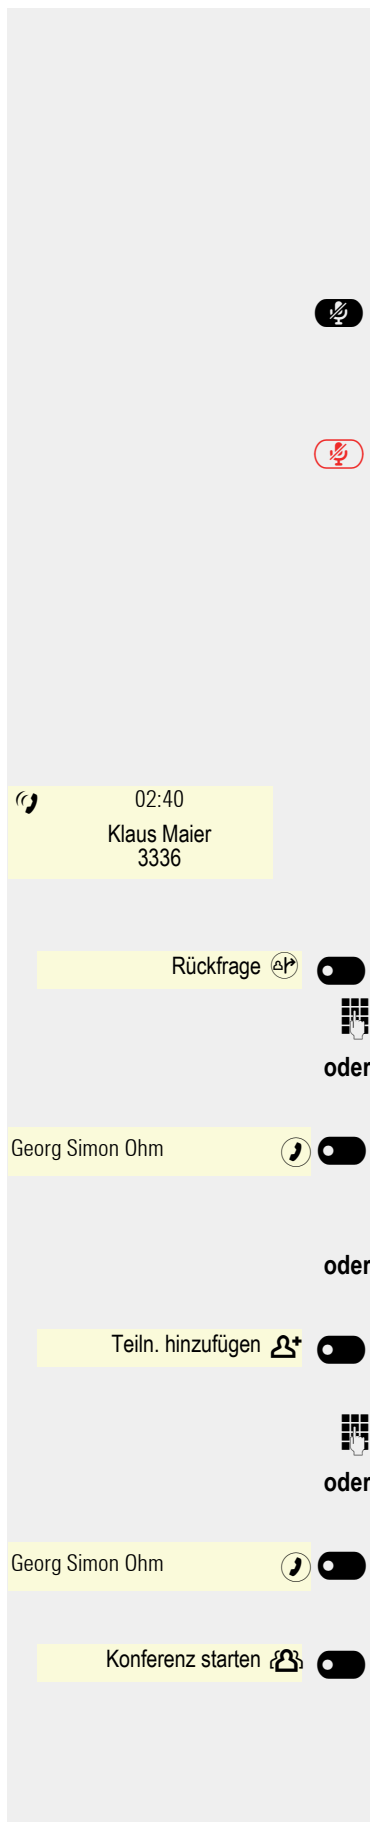 02:40
Klaus Maier
3336
Rückfrage
oder
Georg Simon Ohm
oder
Teiln. hinzufügen
oder
Georg Simon Ohm
Konferenz starten